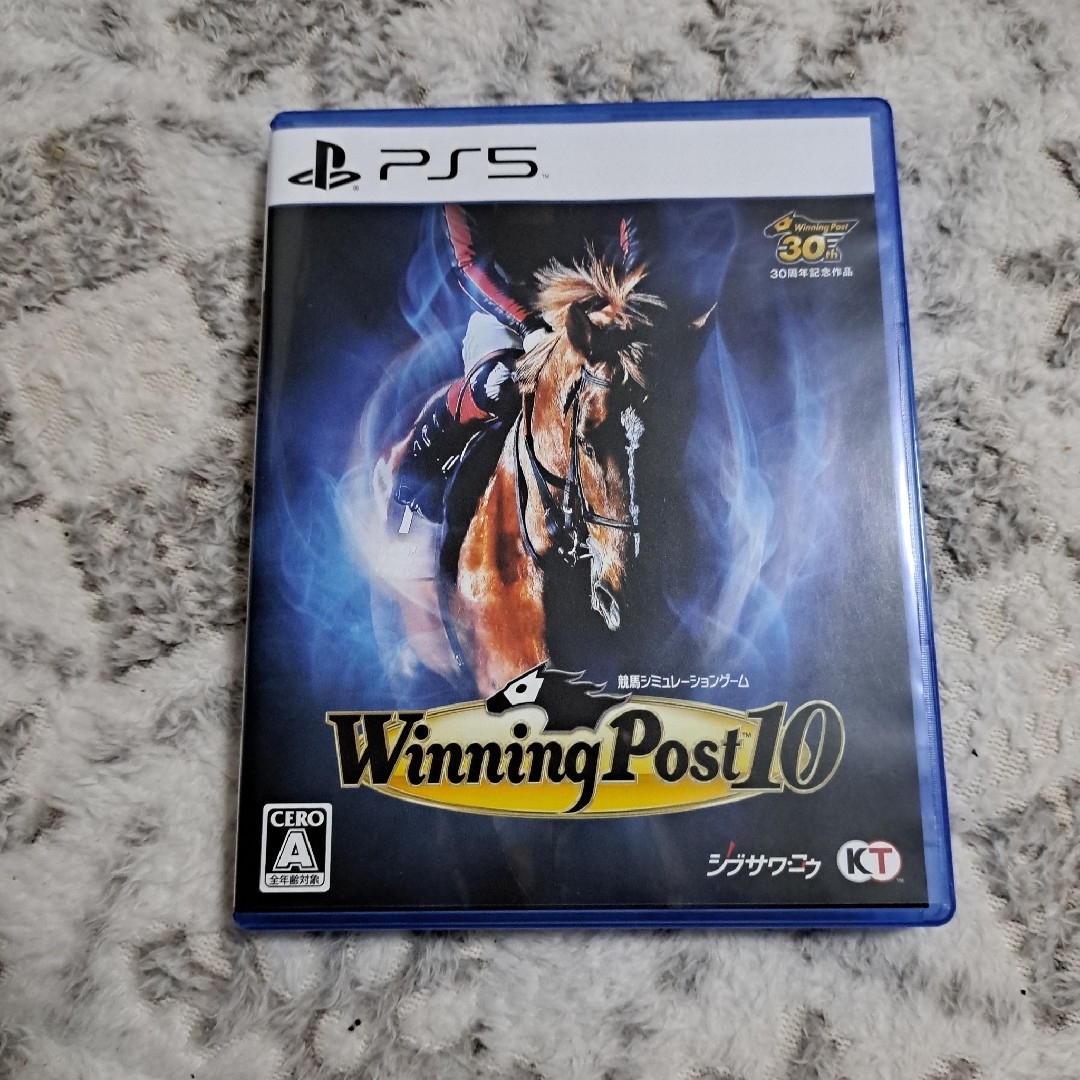 PS5
Winning Post
30th
30周年記念作品
競馬シミュレーションゲーム
Winning Post 10
CERO
A
全年齢対象
シブサワ・コウ
KT